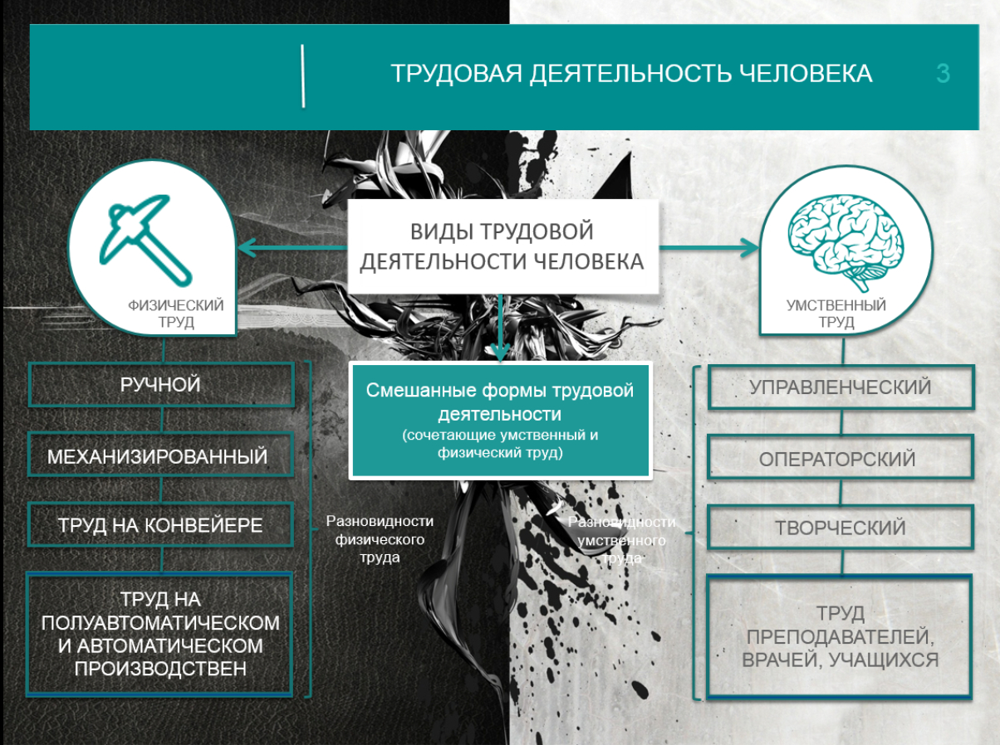 ТРУДОВАЯ ДЕЯТЕЛЬНОСТЬ ЧЕЛОВЕКА
3
ВИДЫ ТРУДОВОЙ
ДЕЯТЕЛЬНОСТИ ЧЕЛОВЕКА
ФИЗИЧЕСКИЙ
ТРУД
РУЧНОЙ
МЕХАНИЗИРОВАННЫЙ
ТРУД НА КОНВЕЙЕРЕ
ТРУД НА
ПОЛУАВТОМАТИЧЕСКОМ
И АВТОМАТИЧЕСКОМ
ПРОИЗВОДСТВЕН
Разновидности
физического
труда
Смешанные формы трудовой
деятельности
(сочетающие умственный и
физический труд)
УМСТВЕННЫЙ
ТРУД
УПРАВЛЕНЧЕСКИЙ
ОПЕРАТОРСКИЙ
ТВОРЧЕСКИЙ
ТРУД
ПРЕПОДАВАТЕЛЕЙ,
ВРАЧЕЙ, УЧАЩИХСЯ
Разновидности
умственного
труда